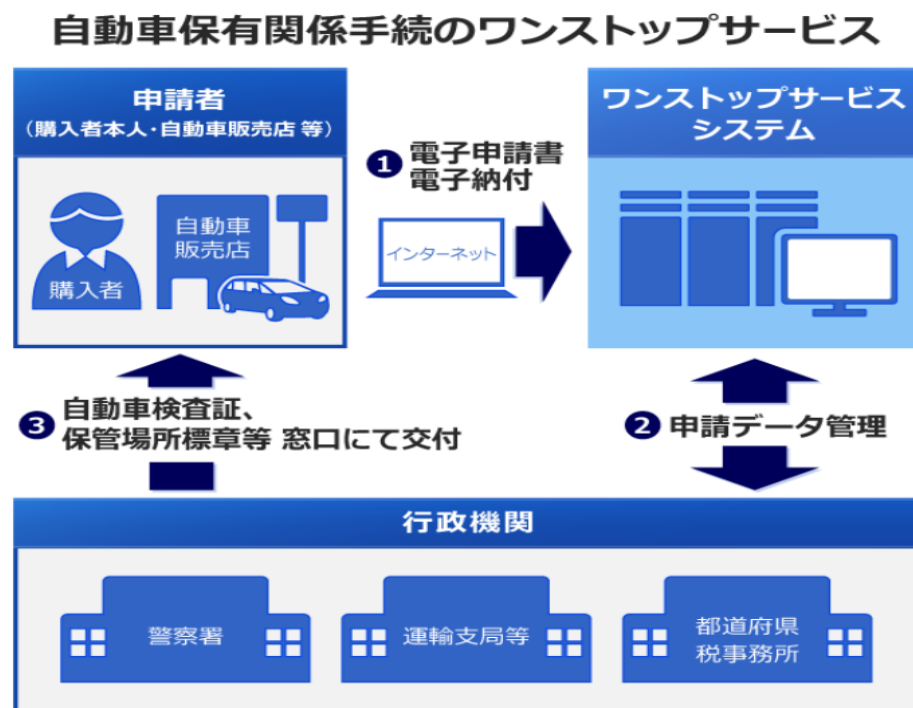 自動車保有関係手続のワンストップサービス
申請者
（購入者本人・自動車販売店 等）
購入者
自動車
販売店
❶ 電子申請書
電子納付
インターネット
ワンストップサービス
システム
❸ 自動車検査証、
保管場所標章等 窓口にて交付
❷ 申請データ管理
行政機関
警察署
運輸支局等
都道府県
税事務所